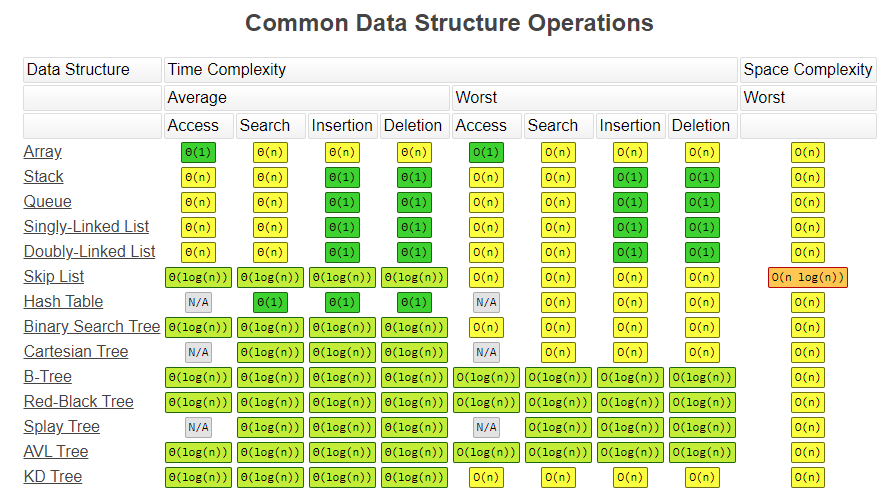 Common Data Structure Operations
Data Structure Time Complexity Space Complexity
Average Worst Worst
Access Search Insertion Deletion Access Search Insertion Deletion
Array Θ(1) Θ(n) Θ(n) Θ(n) O(1) O(n) O(n) O(n) O(n)
Stack Θ(n) Θ(n) Θ(1) Θ(1) O(n) O(n) O(1) O(1) O(n)
Queue Θ(n) Θ(n) Θ(1) Θ(1) O(n) O(n) O(1) O(1) O(n)
Singly-Linked List Θ(n) Θ(n) Θ(1) Θ(1) O(n) O(n) O(1) O(1) O(n)
Doubly-Linked List Θ(n) Θ(n) Θ(1) Θ(1) O(n) O(n) O(1) O(1) O(n)
Skip List Θ(log(n)) Θ(log(n)) Θ(log(n)) Θ(log(n)) O(n) O(n) O(n) O(n) O(n log(n))
Hash Table N/A Θ(1) Θ(1) Θ(1) N/A O(n) O(n) O(n) O(n)
Binary Search Tree Θ(log(n)) Θ(log(n)) Θ(log(n)) Θ(log(n)) O(n) O(n) O(n) O(n) O(n)
Cartesian Tree N/A Θ(log(n)) Θ(log(n)) Θ(log(n)) N/A O(n) O(n) O(n) O(n)
B-Tree Θ(log(n)) Θ(log(n)) Θ(log(n)) Θ(log(n)) O(log(n)) O(log(n)) O(log(n)) O(log(n)) O(n)
Red-Black Tree Θ(log(n)) Θ(log(n)) Θ(log(n)) Θ(log(n)) O(log(n)) O(log(n)) O(log(n)) O(log(n)) O(n)
Splay Tree N/A Θ(log(n)) Θ(log(n)) Θ(log(n)) N/A O(log(n)) O(log(n)) O(log(n)) O(n)
AVL Tree Θ(log(n)) Θ(log(n)) Θ(log(n)) Θ(log(n)) O(log(n)) O(log(n)) O(log(n)) O(log(n)) O(n)
KD Tree Θ(log(n)) Θ(log(n)) Θ(log(n)) Θ(log(n)) O(n) O(n) O(n) O(n) O(n)